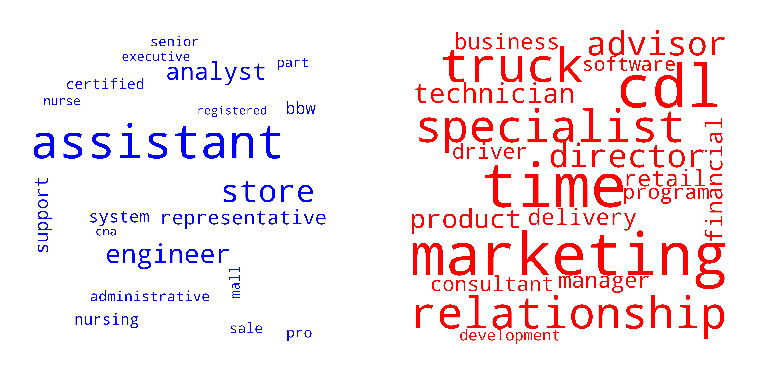 senior
executive
analyst
part
certified
nurse
registered
bbw
assistant
support
store
system
representative
cna
engineer
mall
administrative
nursing
sale
pro
business
advisor
truck
software
cdl
technician
specialist
driver
director
financial
time
retail
program
product
delivery
marketing
consultant
manager
relationship
development